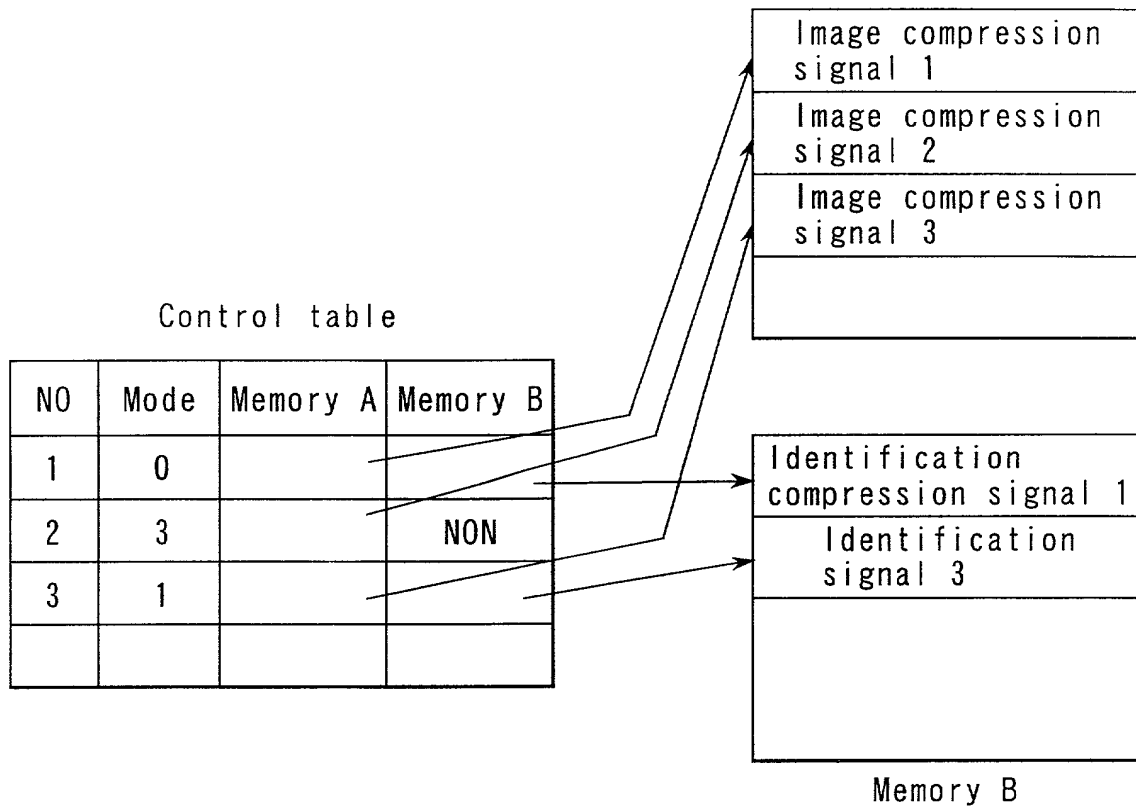 Image compression
signal 1
Image compression
signal 2
Image compression
signal 3
Control table
NO Mode Memory A Memory B
1 0
2 3 NON
3 1
Identification
compression signal 1
Identification
signal 3
Memory B